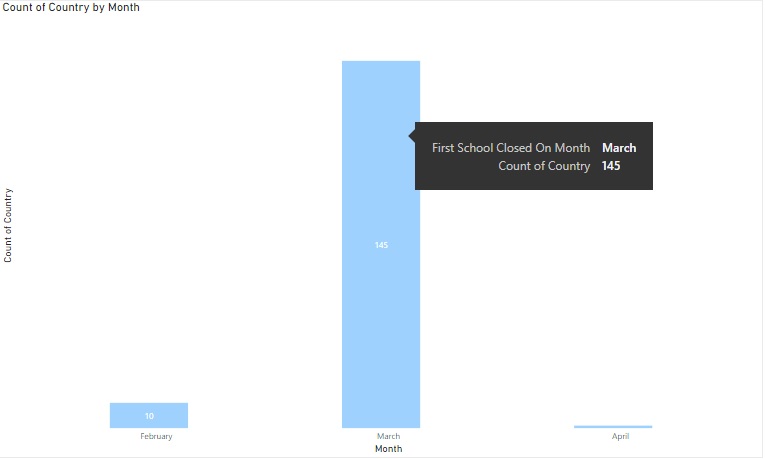 Count of Country by Month
Count of Country
First School Closed On Month March
Count of Country 145
145
10
February March April
Month